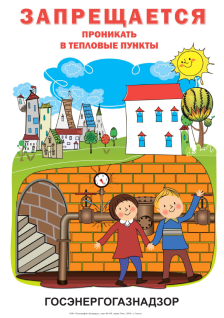 ЗАПРЕЩАЕТСЯ
ПРОНИКАТЬ
В ТЕПЛОВЫЕ ПУНКТЫ
ГОСЭНЕРГОГАЗНАДЗОР